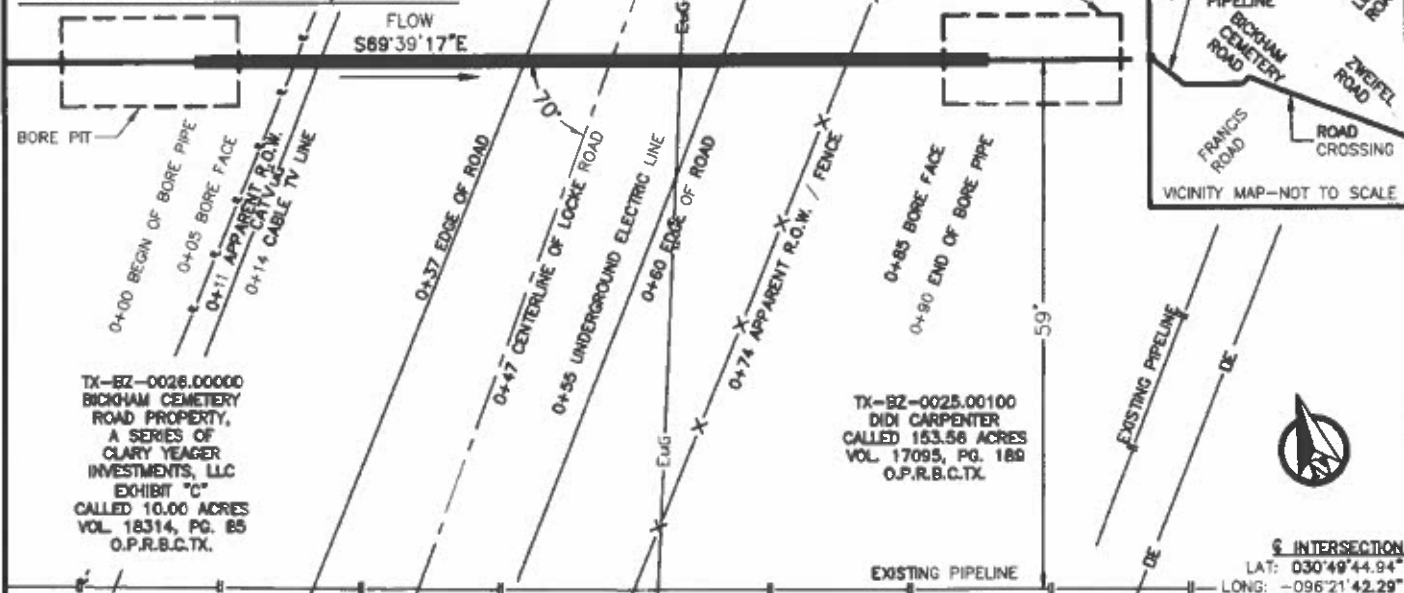 FLOW
S69°39'17"E
BORE PIT
0+00 BEGIN OF BORE PIPE
0+05 BORE FACE
0+11 APPARENT R.O.W.
CATV UG
0+14 CABLE TV LINE
0+37 EDGE OF ROAD
70°
0+47 CENTERLINE OF LOCKE ROAD
0+55 UNDERGROUND ELECTRIC LINE
EuG
0+60 EDGE OF ROAD
EuG
0+74 APPARENT R.O.W. / FENCE
0+85 BORE FACE
0+90 END OF BORE PIPE
59'
PIPELINE
BICKHAM
CEMETERY
ROAD
ROAD
ZWEIFEL
ROAD
FRANCIS
ROAD
ROAD
CROSSING
VICINITY MAP-NOT TO SCALE
TX-BZ-0026.00000
BICKHAM CEMETERY
ROAD PROPERTY,
A SERIES OF
CLARY YEAGER
INVESTMENTS, LLC
EXHIBIT "C"
CALLED 10.00 ACRES
VOL. 18314, PG. 85
O.P.R.B.C.TX.
TX-BZ-0025.00100
DIDI CARPENTER
CALLED 153.56 ACRES
VOL. 17095, PG. 189
O.P.R.B.C.TX.
EXISTING PIPELINE
OE
OE
EXISTING PIPELINE
℄ INTERSECTION
LAT: 030°49'44.94"
LONG: -096°21'42.29"